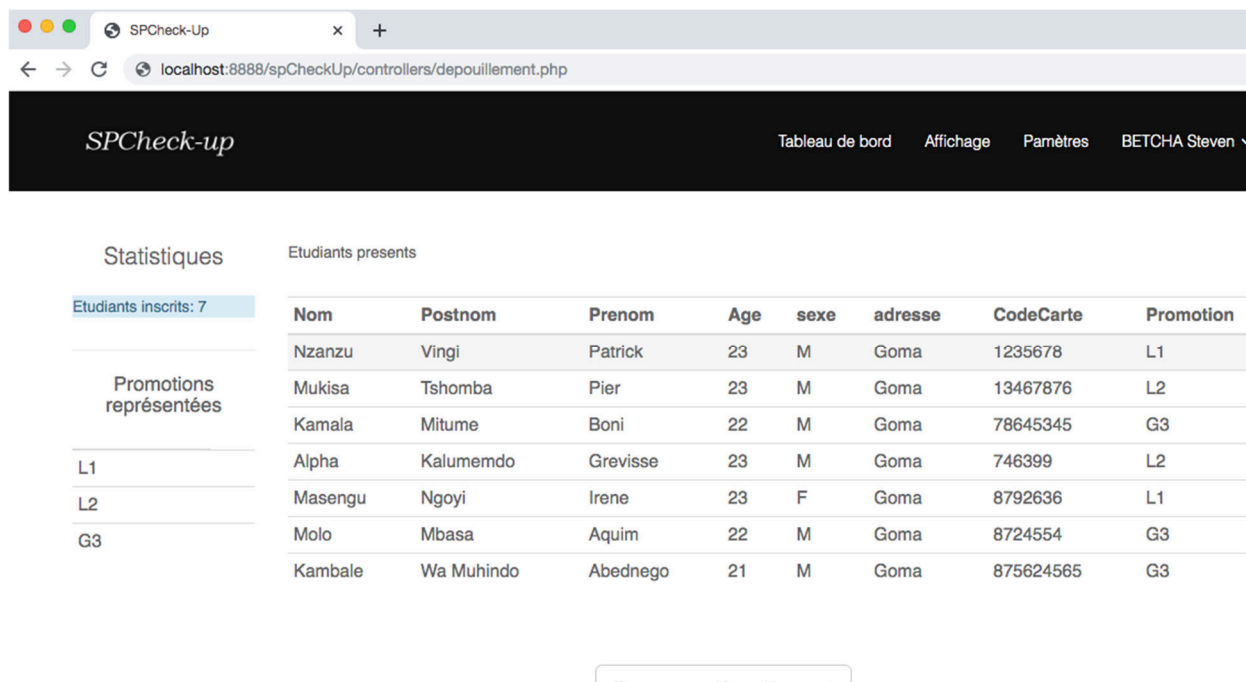 SPCheck-Up
localhost:8888/spCheckUp/controllers/depouillement.php
SPCheck-up
Tableau de bord Affichage Pamètres BETCHA Steven
Statistiques
Etudiants inscrits: 7
Promotions
représentées
L1
L2
G3
Etudiants presents
Nom Postnom Prenom Age sexe adresse CodeCarte Promotion
Nzanzu Vingi Patrick 23 M Goma 1235678 L1
Mukisa Tshomba Pier 23 M Goma 13467876 L2
Kamala Mitume Boni 22 M Goma 78645345 G3
Alpha Kalumemdo Grevisse 23 M Goma 746399 L2
Masengu Ngoyi Irene 23 F Goma 8792636 L1
Molo Mbasa Aquim 22 M Goma 8724554 G3
Kambale Wa Muhindo Abednego 21 M Goma 875624565 G3